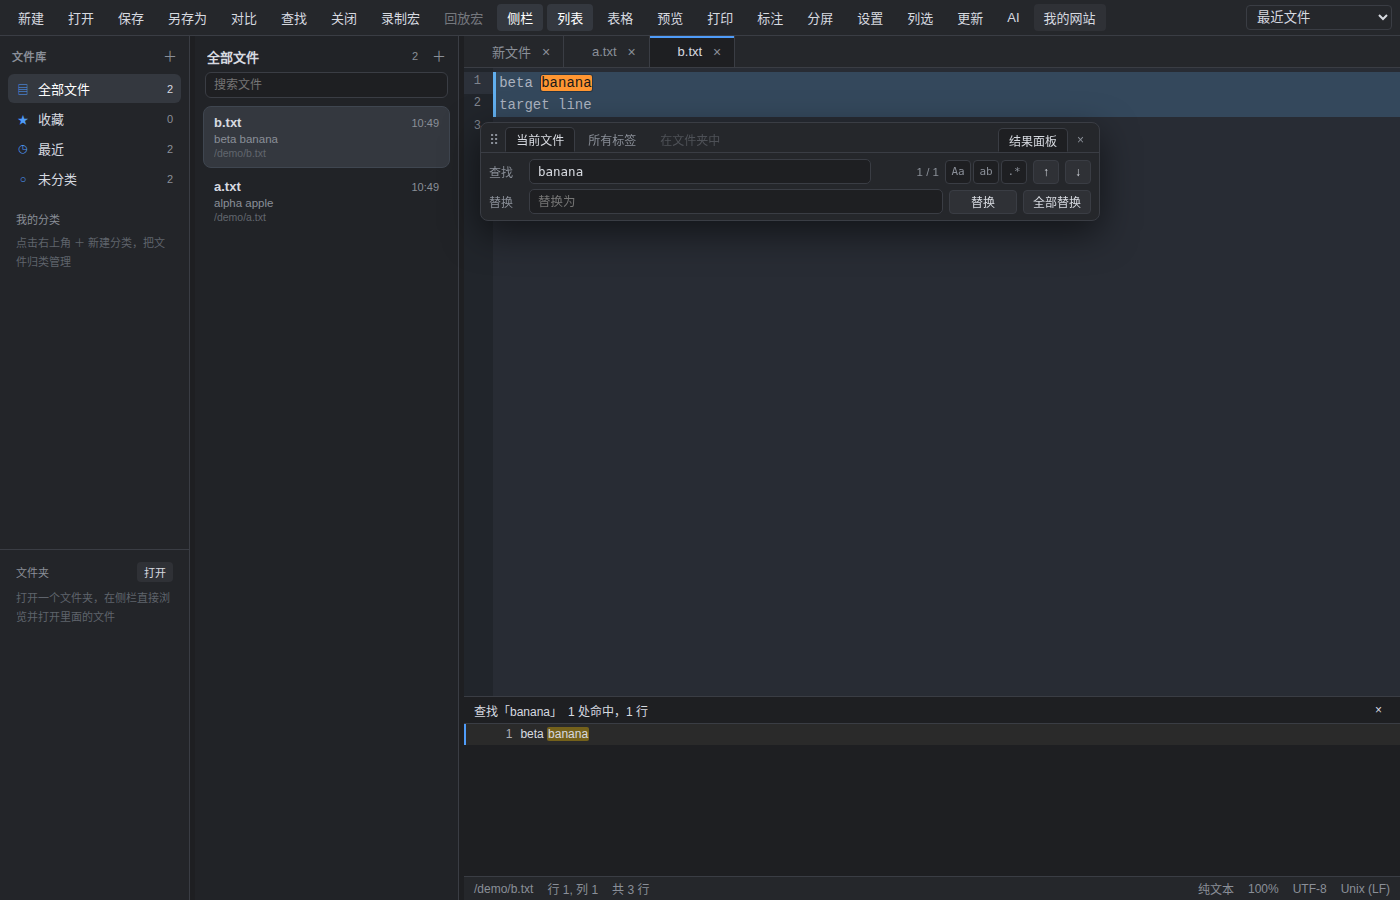 新建 打开 保存 另存为 对比 查找 关闭 录制宏 回放宏 侧栏 列表 表格 预览 打印 标注 分屏 设置 列选 更新 AI 我的网站 最近文件
文件库 ＋
全部文件 2
收藏 0
最近 2
未分类 2
我的分类
点击右上角 ＋ 新建分类，把文
件归类管理
文件夹 打开
打开一个文件夹，在侧栏直接浏
览并打开里面的文件
全部文件 2 ＋
搜索文件
b.txt 10:49
beta banana
/demo/b.txt
a.txt 10:49
alpha apple
/demo/a.txt
新文件 × a.txt × b.txt ×
1 beta banana
2 target line
3
当前文件 所有标签 在文件夹中 结果面板 ×
查找 banana 1 / 1 Aa ab .* ↑ ↓
替换 替换为 替换 全部替换
查找「banana」 1 处命中，1 行 ×
1 beta banana
/demo/b.txt 行 1, 列 1 共 3 行 纯文本 100% UTF-8 Unix (LF)